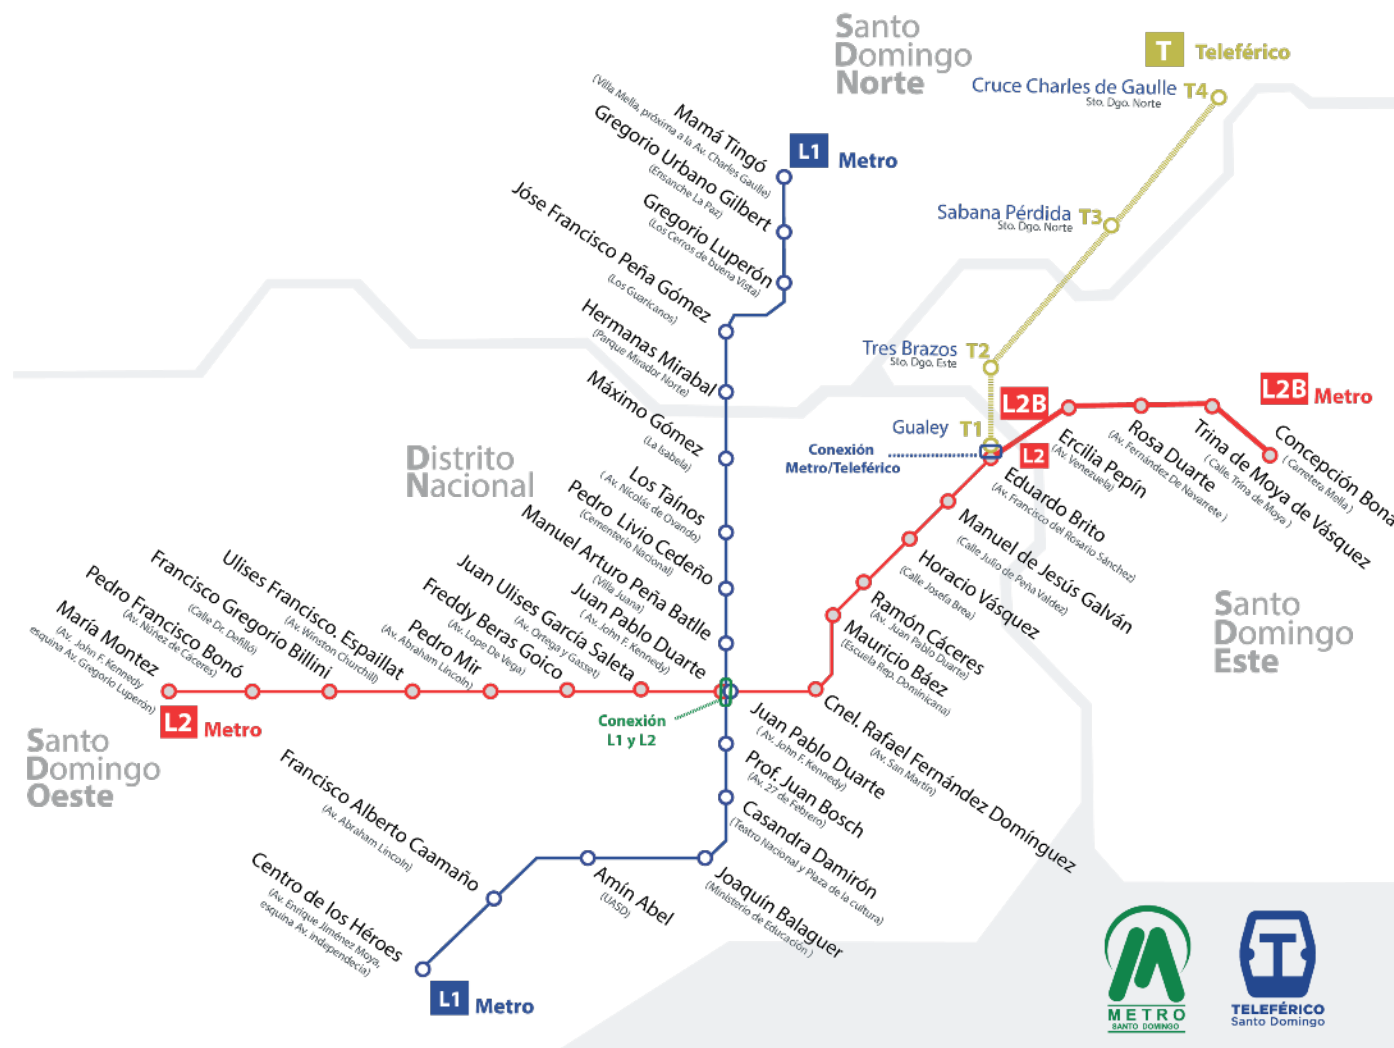 Santo
Domingo
Norte
T Teleférico
Cruce Charles de Gaulle T4
Sto. Dgo. Norte
Sabana Pérdida T3
Sto. Dgo. Norte
Tres Brazos T2
Sto. Dgo. Este
Gualey T1
Conexión
Metro/Teleférico
L1 Metro
Mamá Tingó
(Villa Mella, próxima a la Av. Charles Gaulle)
Gregorio Urbano Gilbert
(Ensanche La Paz)
Gregorio Luperón
(Los Cerros de buena Vista)
Jóse Francisco Peña Gómez
(Los Guaricanos)
Hermanas Mirabal
(Parque Mirador Norte)
Máximo Gómez
(La Isabela)
Los Taínos
( Av. Nicolás de Ovando)
Pedro Livio Cedeño
(Cementerio Nacional)
Manuel Arturo Peña Batlle
(Villa Juana)
Juan Pablo Duarte
( Av. John F. Kennedy)
Distrito
Nacional
L2B
L2
L2B Metro
Concepción Bona
( Carretera Mella )
Trina de Moya de Vásquez
( Calle. Trina de Moya )
Rosa Duarte
(Av. Fernández De Navarrete )
Ercilia Pepín
(Av. Venezuela)
Eduardo Brito
(Av. Francisco del Rosario Sánchez)
Manuel de Jesús Galván
(Calle Julio de Peña Valdez)
Horacio Vásquez
(Calle Josefa Brea)
Ramón Cáceres
(Av. Juan Pablo Duarte)
Mauricio Báez
(Escuela Rep. Dominicana)
Cnel. Rafael Fernández Domínguez
(Av. San Martín)
Juan Ulises García Saleta
(Av. Ortega y Gasset)
Freddy Beras Goico
(Av. Lope De Vega)
Pedro Mir
(Av. Abraham Lincoln)
Ulises Francisco. Espaillat
(Av. Winston Churchill)
Francisco Gregorio Billini
(Calle Dr. Defilló)
Pedro Francisco Bonó
(Av. Núñez de Cáceres)
María Montez
(Av. John F. Kennedy
esquina Av. Gregorio Luperón)
L2 Metro
Conexión
L1 y L2
Santo
Domingo
Oeste
Santo
Domingo
Este
Juan Pablo Duarte
( Av. John F. Kennedy)
Prof. Juan Bosch
(Av. 27 de Febrero)
Casandra Damirón
(Teatro Nacional y Plaza de la cultura)
Joaquín Balaguer
(Ministerio de Educación )
Amín Abel
(UASD)
Francisco Alberto Caamaño
(Av. Abraham Lincoln)
Centro de los Héroes
(Av. Enrique Jiménez Moya,
esquina Av. independecia)
L1 Metro
METRO
SANTO DOMINGO
T
TELEFÉRICO
Santo Domingo